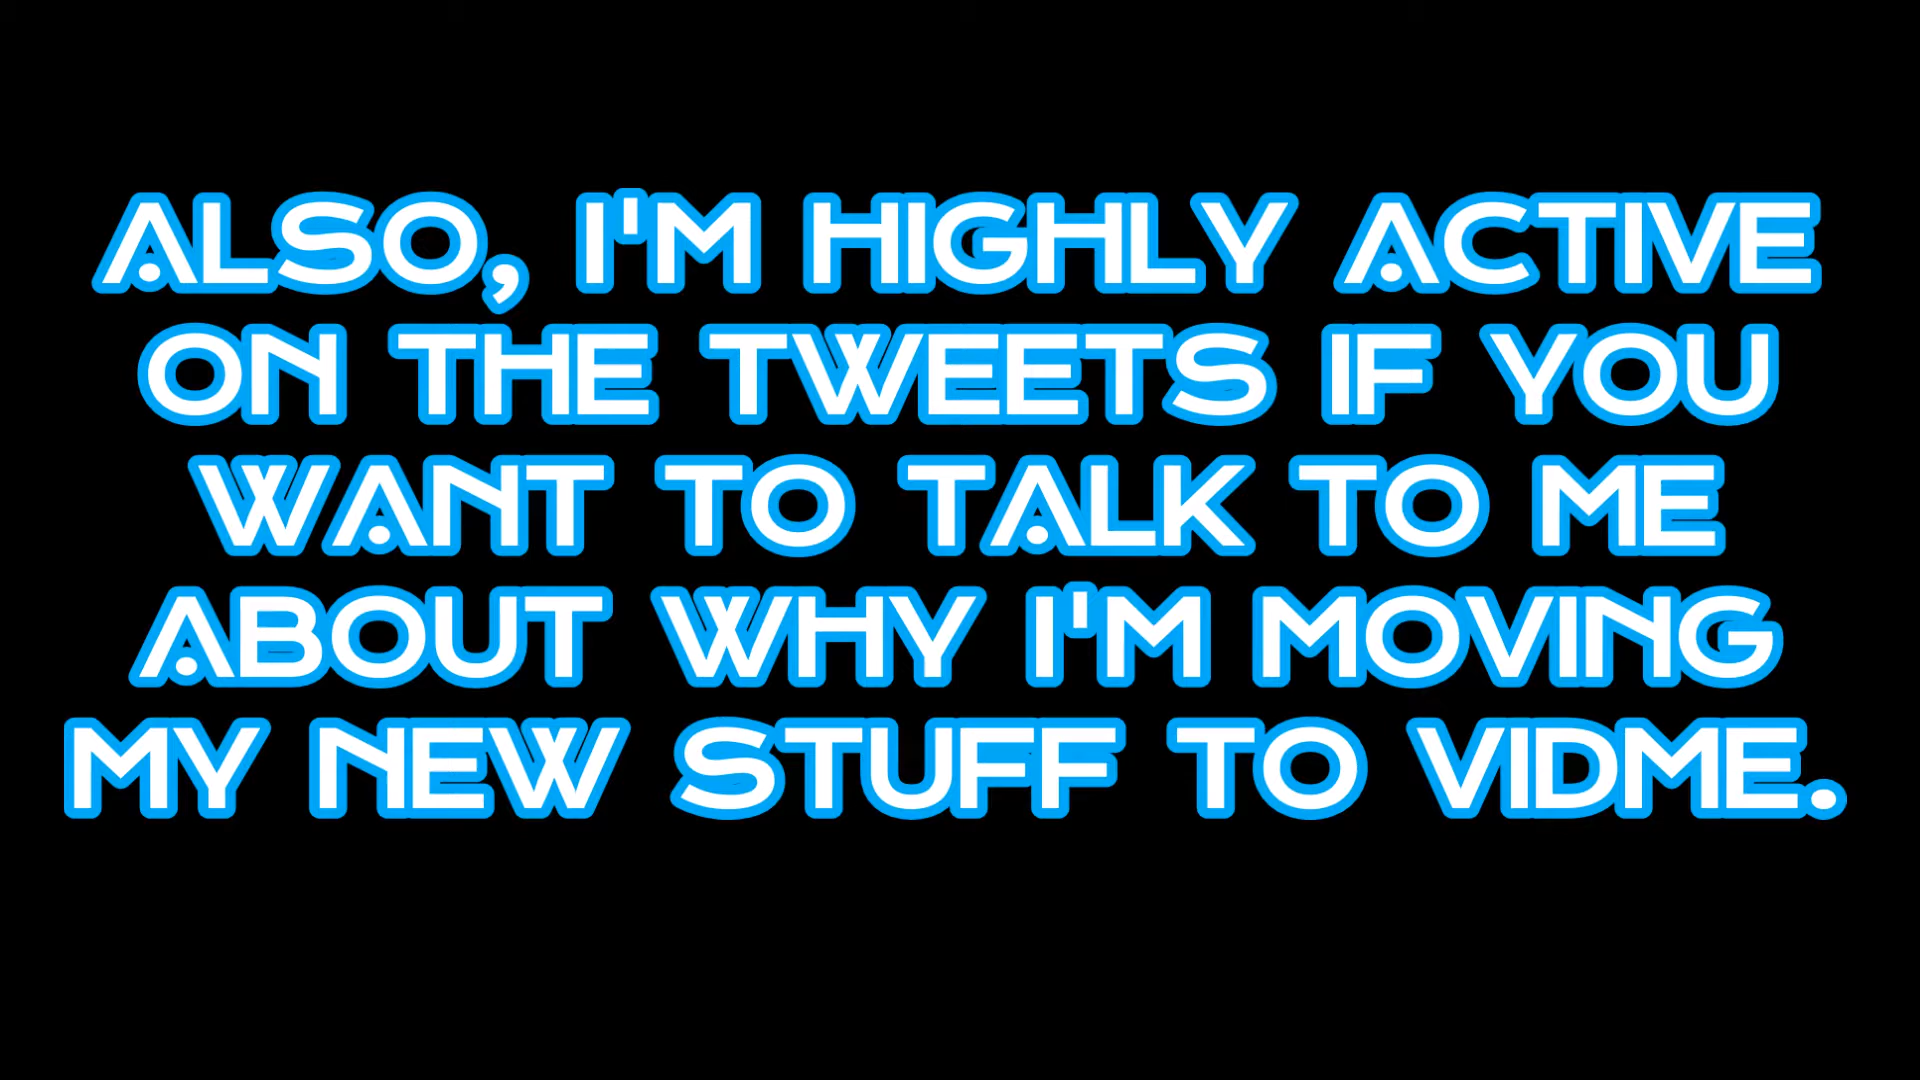 ALSO, I'M HIGHLY ACTIVE
ON THE TWEETS IF YOU
WANT TO TALK TO ME
ABOUT WHY I'M MOVING
MY NEW STUFF TO VIDME.